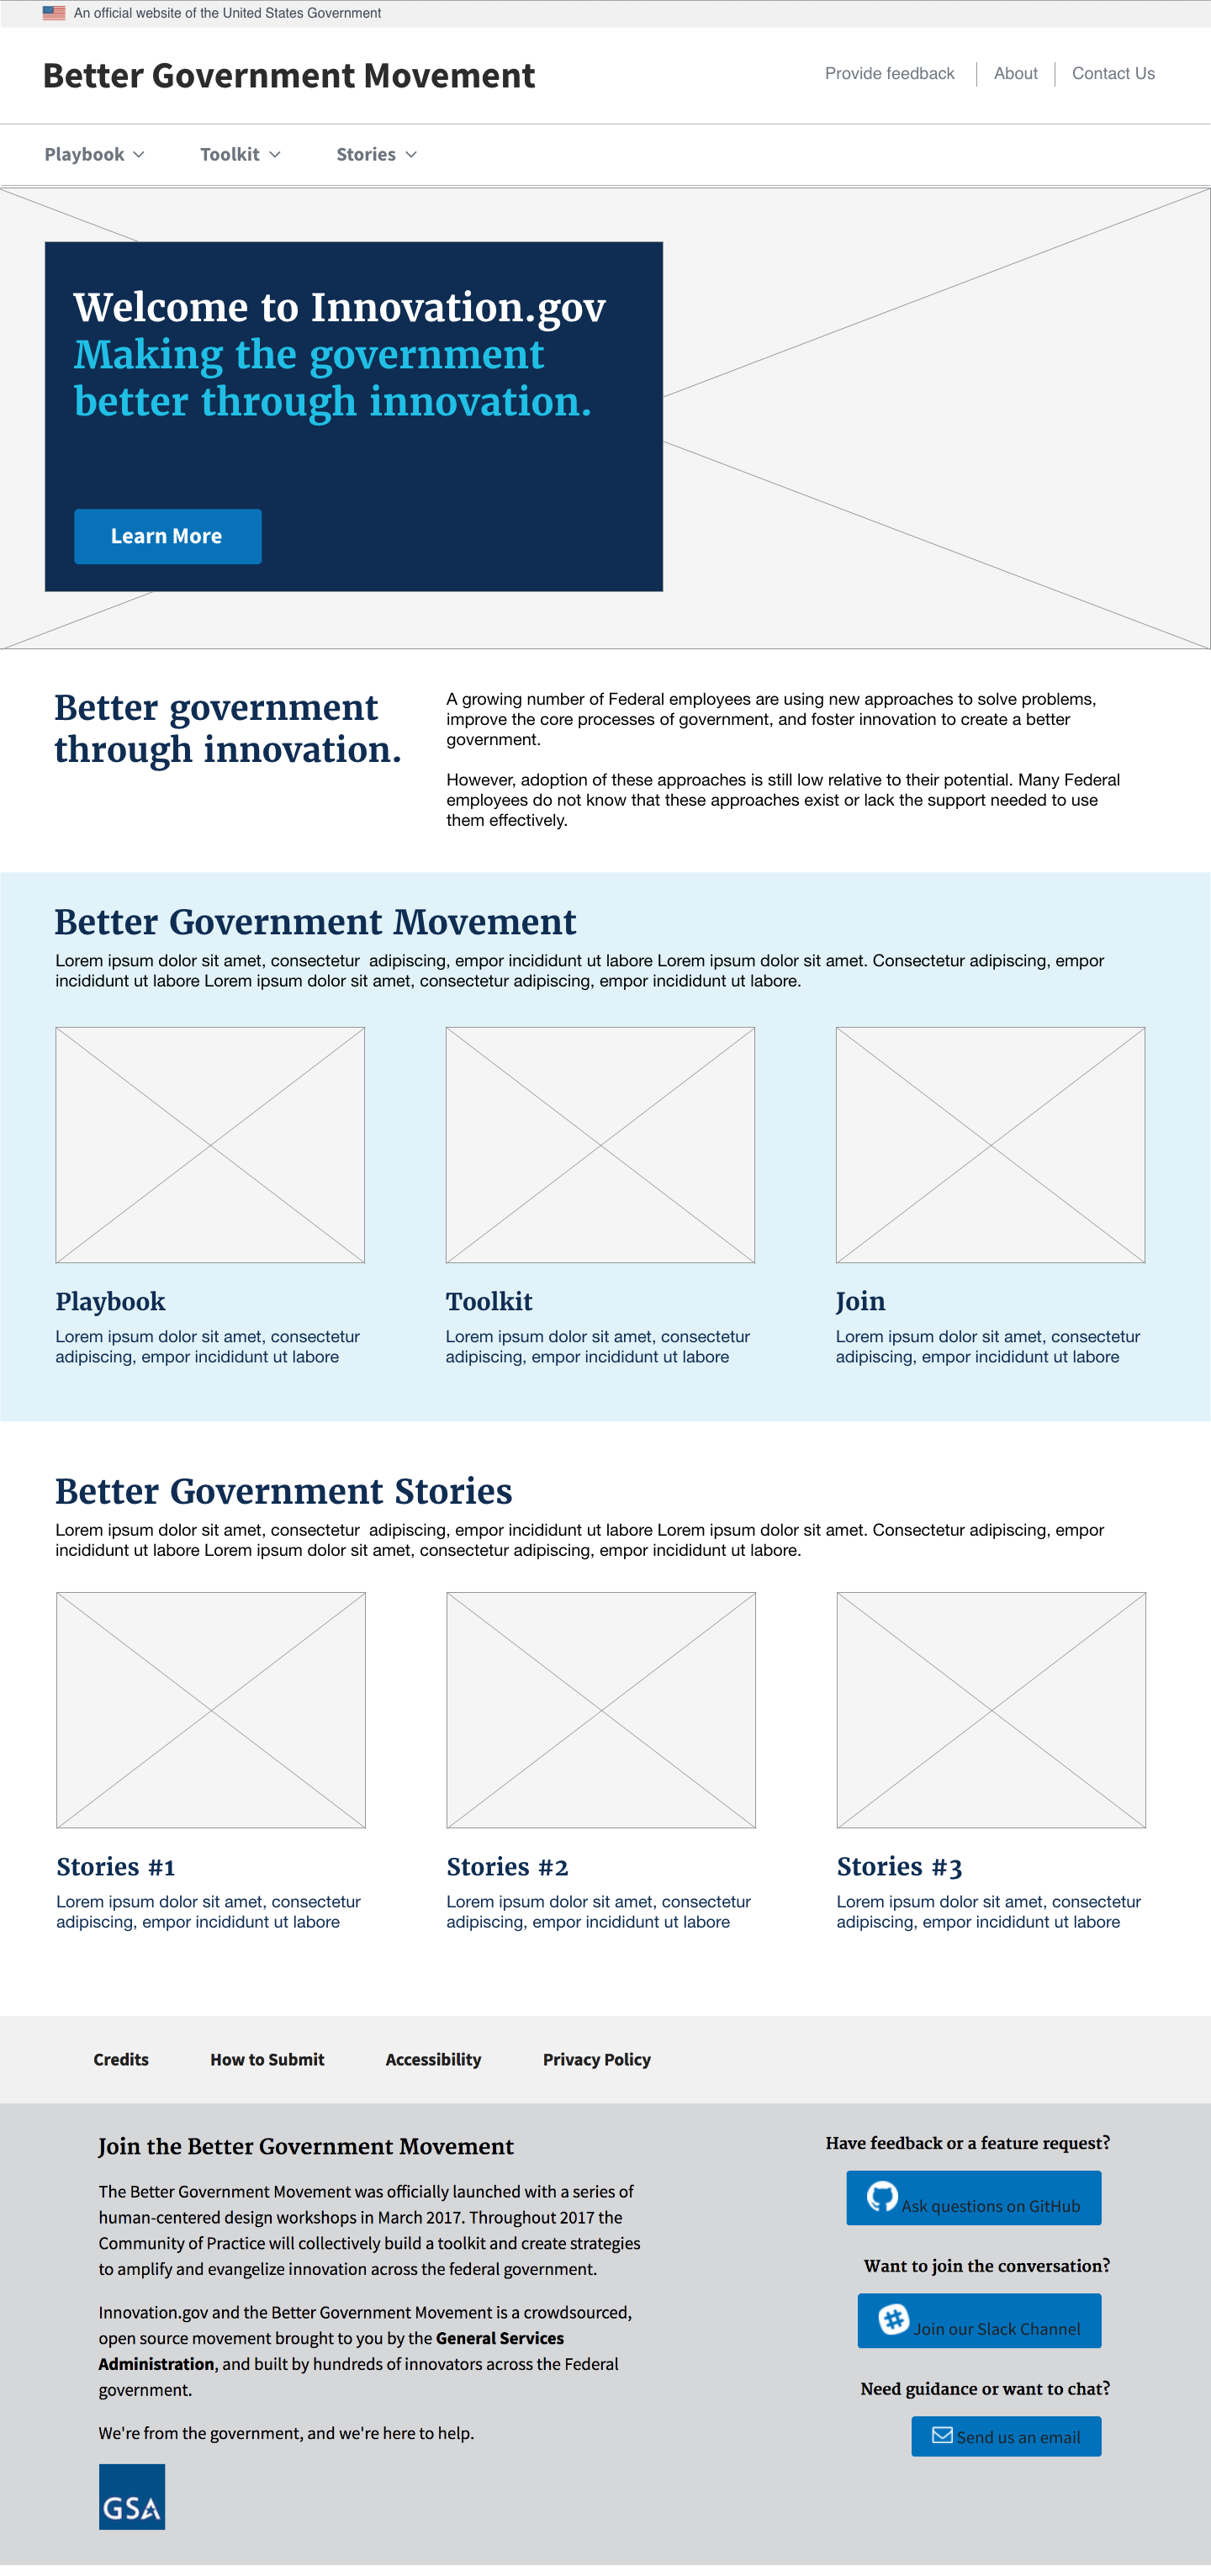 An official website of the United States Government
Better Government Movement
Provide feedback
About
Contact Us
Playbook
Toolkit
Stories
Welcome to Innovation.gov
Making the government
better through innovation.
Learn More
Better government
through innovation.
A growing number of Federal employees are using new approaches to solve problems,
improve the core processes of government, and foster innovation to create a better
government.
However, adoption of these approaches is still low relative to their potential. Many Federal
employees do not know that these approaches exist or lack the support needed to use
them effectively.
Better Government Movement
Lorem ipsum dolor sit amet, consectetur  adipiscing, empor incididunt ut labore Lorem ipsum dolor sit amet. Consectetur adipiscing, empor
incididunt ut labore Lorem ipsum dolor sit amet, consectetur adipiscing, empor incididunt ut labore.
Playbook
Lorem ipsum dolor sit amet, consectetur
adipiscing, empor incididunt ut labore
Toolkit
Lorem ipsum dolor sit amet, consectetur
adipiscing, empor incididunt ut labore
Join
Lorem ipsum dolor sit amet, consectetur
adipiscing, empor incididunt ut labore
Better Government Stories
Lorem ipsum dolor sit amet, consectetur  adipiscing, empor incididunt ut labore Lorem ipsum dolor sit amet. Consectetur adipiscing, empor
incididunt ut labore Lorem ipsum dolor sit amet, consectetur adipiscing, empor incididunt ut labore.
Stories #1
Lorem ipsum dolor sit amet, consectetur
adipiscing, empor incididunt ut labore
Stories #2
Lorem ipsum dolor sit amet, consectetur
adipiscing, empor incididunt ut labore
Stories #3
Lorem ipsum dolor sit amet, consectetur
adipiscing, empor incididunt ut labore
Credits
How to Submit
Accessibility
Privacy Policy
Join the Better Government Movement
The Better Government Movement was officially launched with a series of
human-centered design workshops in March 2017. Throughout 2017 the
Community of Practice will collectively build a toolkit and create strategies
to amplify and evangelize innovation across the federal government.
Innovation.gov and the Better Government Movement is a crowdsourced,
open source movement brought to you by the General Services
Administration, and built by hundreds of innovators across the Federal
government.
We're from the government, and we're here to help.
GSA
Have feedback or a feature request?
Ask questions on GitHub
Want to join the conversation?
Join our Slack Channel
Need guidance or want to chat?
Send us an email